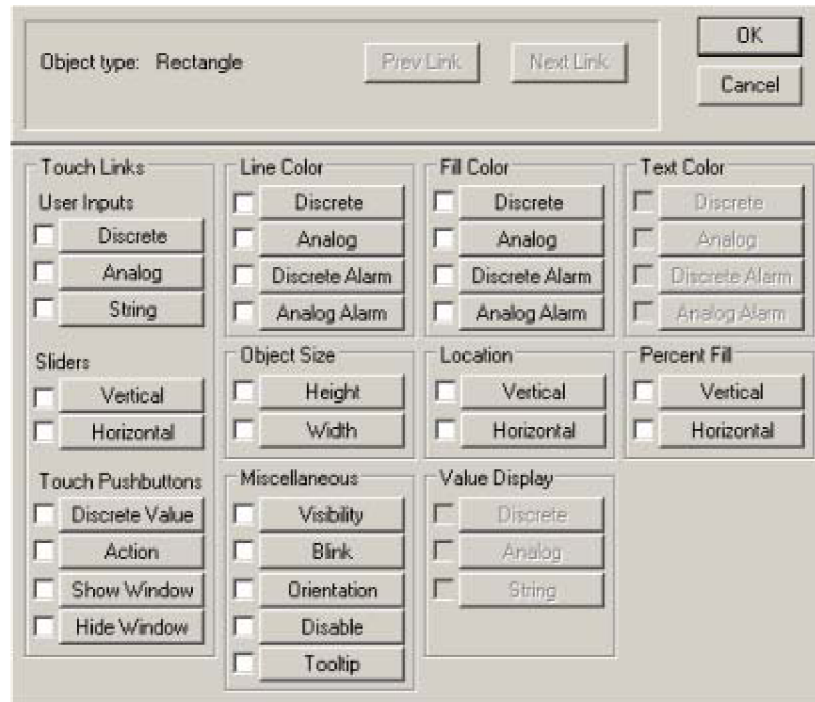 Object type: Rectangle
Prev Link
Next Link
OK
Cancel
Touch Links
User Inputs
Discrete
Analog
String
Sliders
Vertical
Horizontal
Touch Pushbuttons
Discrete Value
Action
Show Window
Hide Window
Line Color
Discrete
Analog
Discrete Alarm
Analog Alarm
Object Size
Height
Width
Miscellaneous
Visibility
Blink
Orientation
Disable
Tooltip
Fill Color
Discrete
Analog
Discrete Alarm
Analog Alarm
Location
Vertical
Horizontal
Value Display
Discrete
Analog
String
Text Color
Discrete
Analog
Discrete Alarm
Analog Alarm
Percent Fill
Vertical
Horizontal